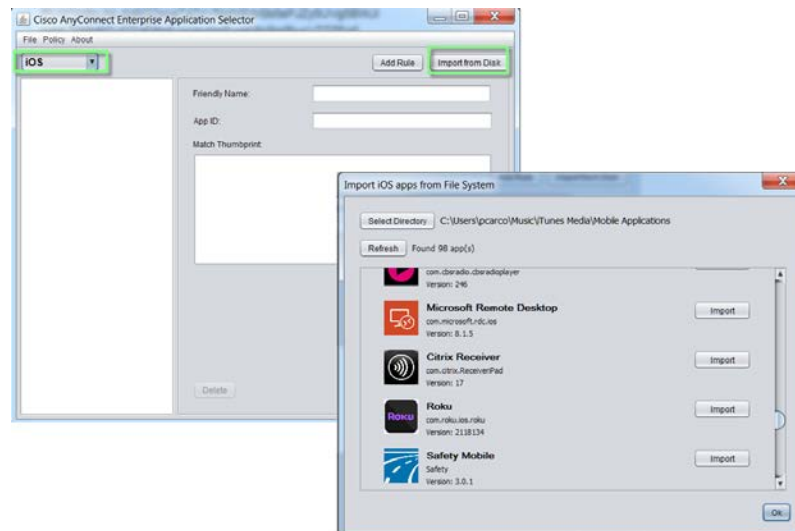 Cisco AnyConnect Enterprise Application Selector
File Policy About
iOS
Add Rule
Import from Disk
Friendly Name:
App ID:
Match Thumbprint:
Delete
Import iOS apps from File System
Select Directory C:\Users\pcarco\Music\iTunes Media\Mobile Applications
Refresh Found 98 app(s)
com.cbsradio.cbsradioplayer
Version: 246
Microsoft Remote Desktop
com.microsoft.rdc.ios
Version: 8.1.5
Import
Citrix Receiver
com.citrix.ReceiverPad
Version: 17
Import
ROKU
Roku
com.roku.ios.roku
Version: 2118134
Import
Safety Mobile
Safety
Version: 3.0.1
Import
Ok